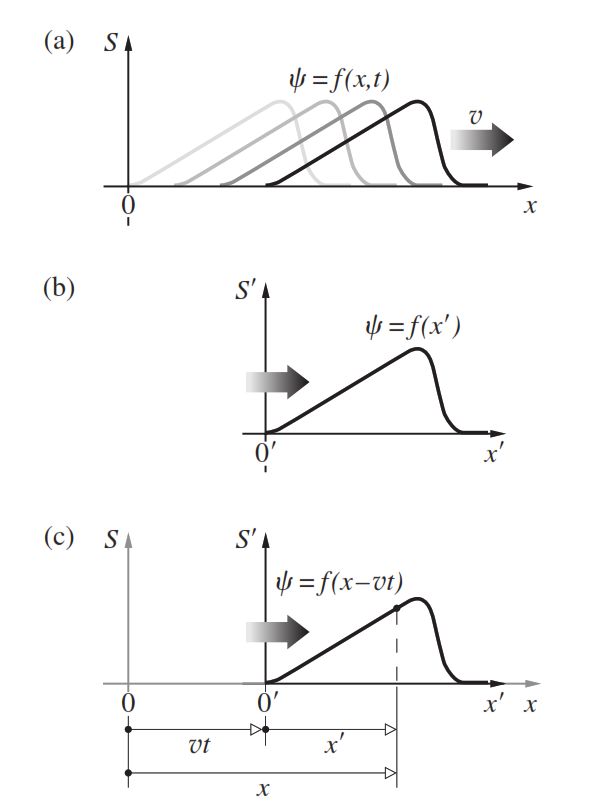 (a) S
ψ = f(x,t)
v
0
x
(b) S′
ψ = f(x′)
0′
x′
(c) S S′
ψ = f(x−vt)
0 0′ x′ x
vt x′
x